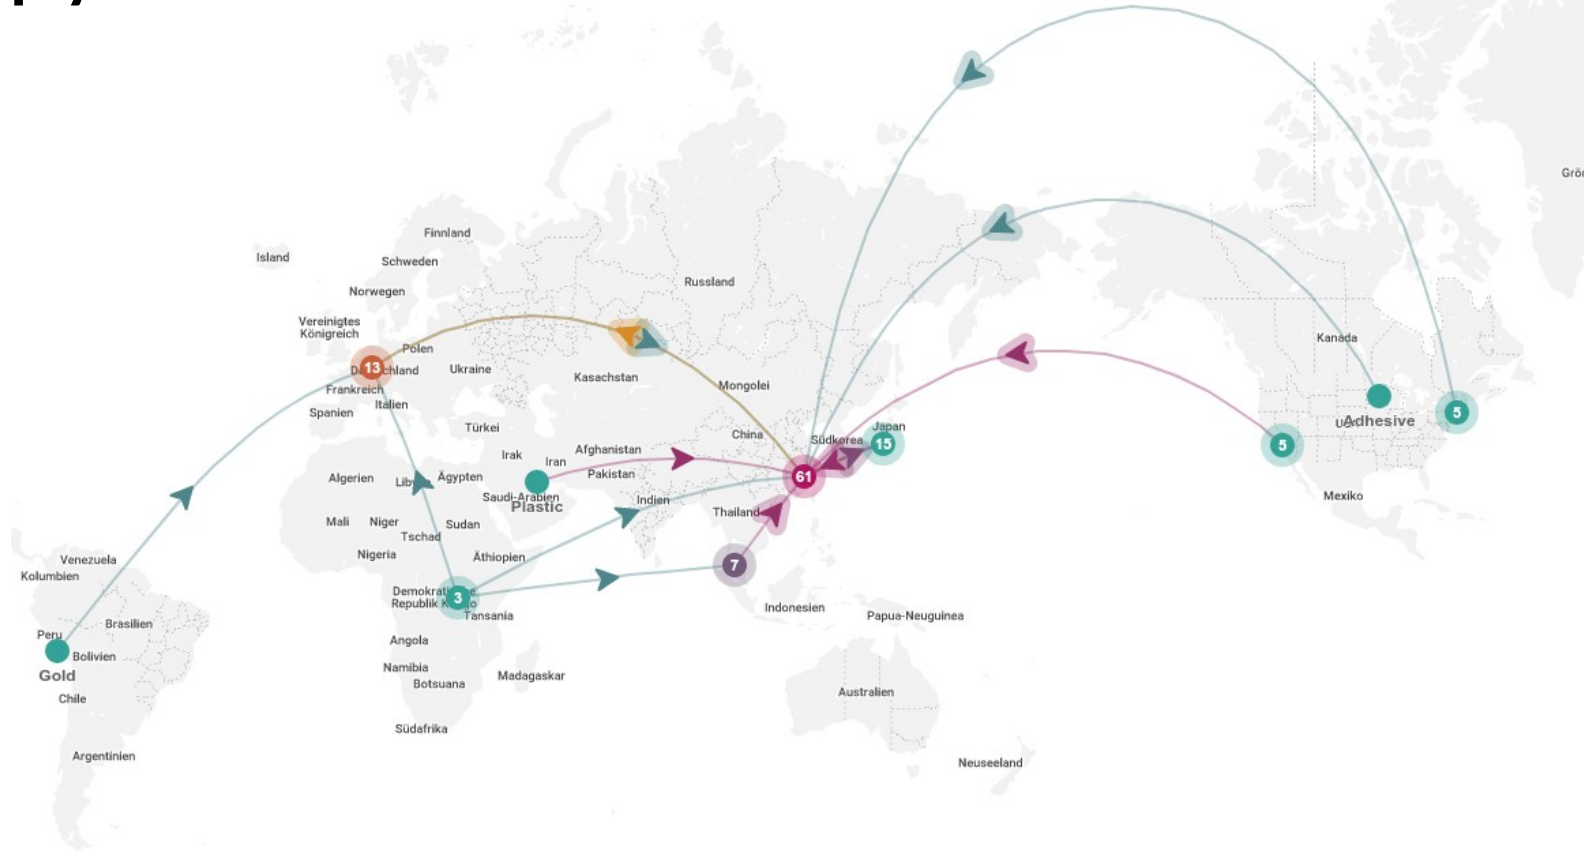 Finnland
Island
Schweden
Russland
Norwegen
Vereinigtes
Königreich
Kanada
Polen
13
Ukraine
Kasachstan
Mongolei
Frankreich
Italien
Spanien
5
Adhesive
Türkei
China
Japan
Südkorea
15
5
Irak
Afghanistan
Iran
Pakistan
61
Algerien
Ägypten
Saudi-Arabien
Plastic
Indien
Mexiko
Thailand
Mali
Niger
Sudan
Tschad
Nigeria
Äthiopien
Venezuela
7
Kolumbien
Demokratische
Republik Kongo
3
Tansania
Indonesien
Papua-Neuguinea
Brasilien
Peru
Bolivien
Gold
Angola
Namibia
Botsuana
Madagaskar
Chile
Australien
Südafrika
Argentinien
Neuseeland